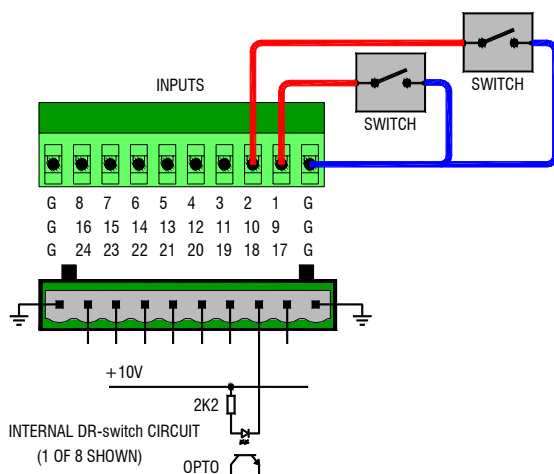 INPUTS
SWITCH
SWITCH
G 8 7 6 5 4 3 2 1 G
G 16 15 14 13 12 11 10 9 G
G 24 23 22 21 20 19 18 17 G
+10V
2K2
INTERNAL DR-switch CIRCUIT
(1 OF 8 SHOWN)
OPTO